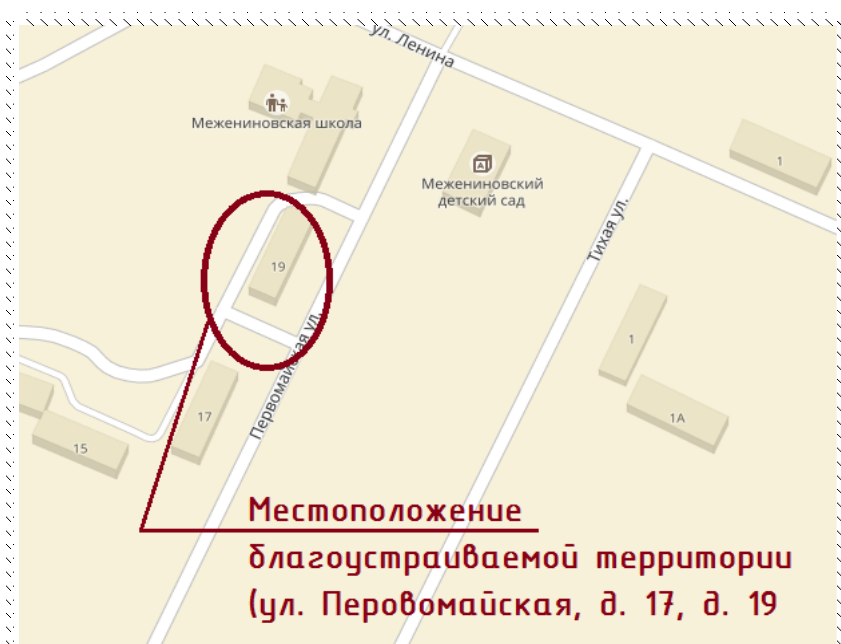 ул. Ленина
Межениновская школа
1
Межениновский
детский сад
Тихая ул.
19
1
Первомайская ул.
17
1А
15
Местоположение
благоустраиваемой территории
(ул. Перовомайская, д. 17, д. 19